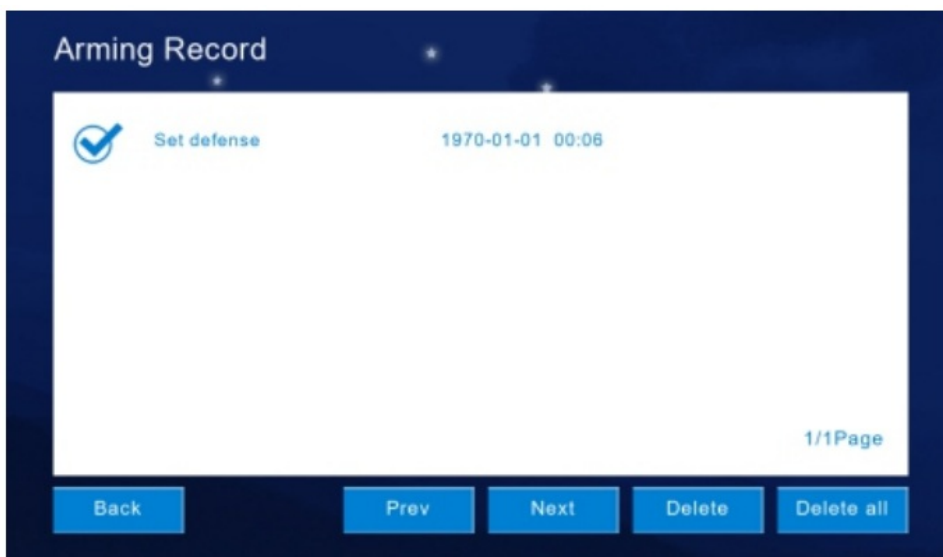 Arming Record
Set defense 1970-01-01 00:06
1/1Page
Back Prev Next Delete Delete all